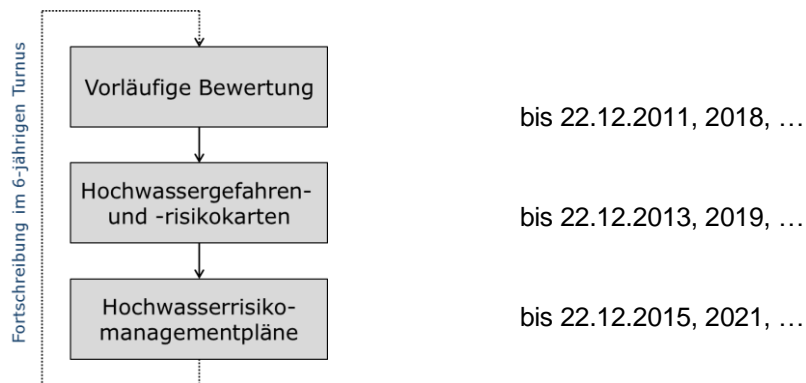 Fortschreibung im 6-jährigen Turnus
Vorläufige Bewertung
bis 22.12.2011, 2018, …
Hochwassergefahren-
und -risikokarten
bis 22.12.2013, 2019, …
Hochwasserrisiko-
managementpläne
bis 22.12.2015, 2021, …